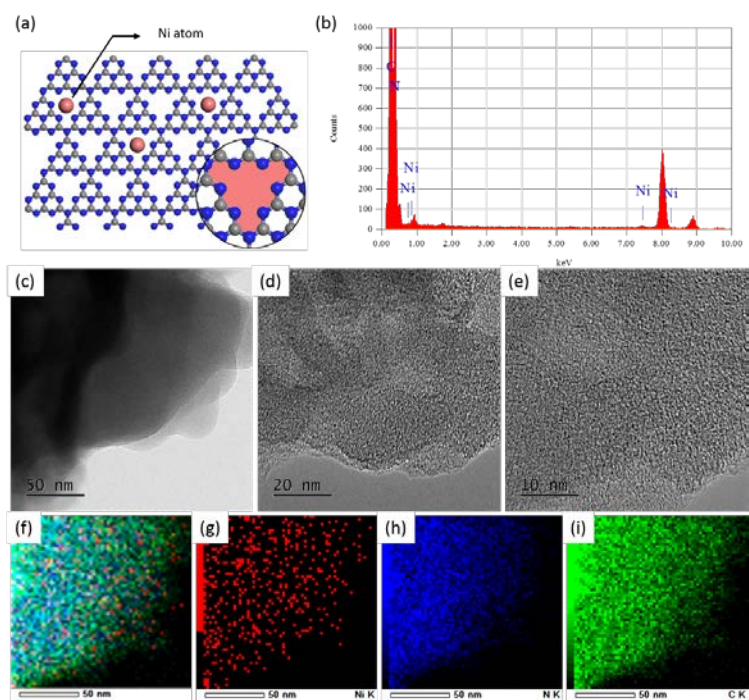 (a)
Ni atom
(b)
1000
900
800
700
600
500
400
300
200
100
0
Counts
C
N
Ni
Ni
Ni
Ni
0.00 1.00 2.00 3.00 4.00 5.00 6.00 7.00 8.00 9.00 10.00
keV
(c)
50 nm
(d)
20 nm
(e)
10 nm
(f)
50 nm
(g)
50 nm Ni K
(h)
50 nm N K
(i)
50 nm C K